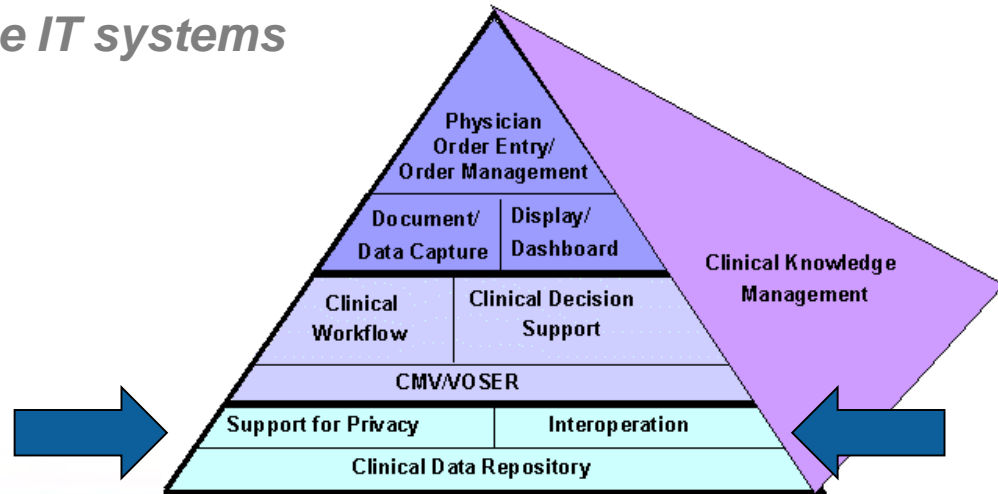 e IT systems
Physician
Order Entry/
Order Management
Document/
Data Capture
Display/
Dashboard
Clinical Knowledge
Management
Clinical
Workflow
Clinical Decision
Support
CMV/VOSER
Support for Privacy
Interoperation
Clinical Data Repository